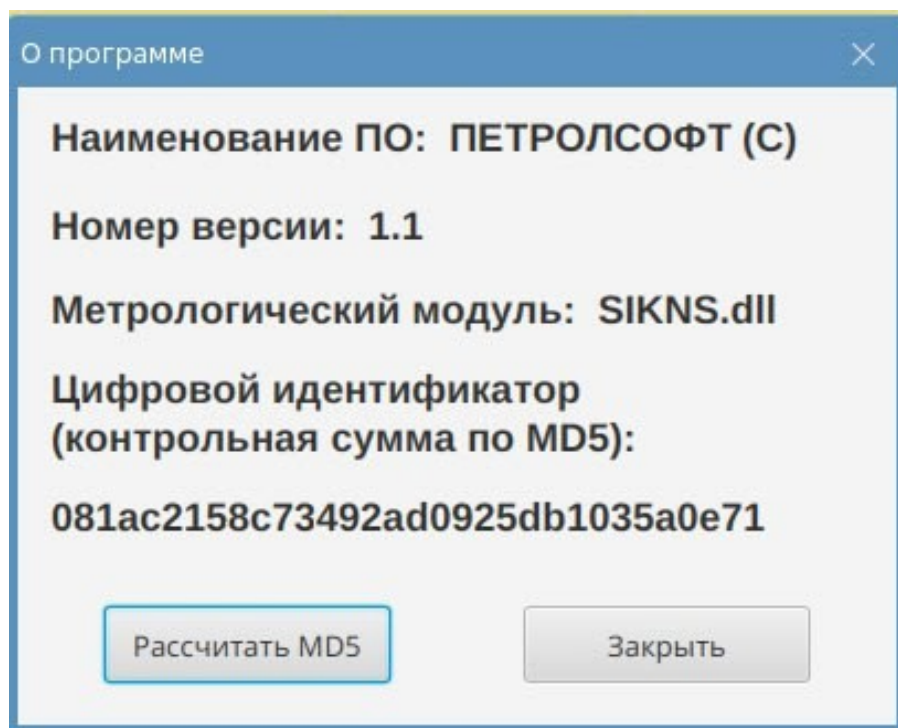 О программе
Наименование ПО: ПЕТРОЛСОФТ (С)
Номер версии: 1.1
Метрологический модуль: SIKNS.dll
Цифровой идентификатор
(контрольная сумма по MD5):
081ac2158c73492ad0925db1035a0e71
Рассчитать MD5
Закрыть